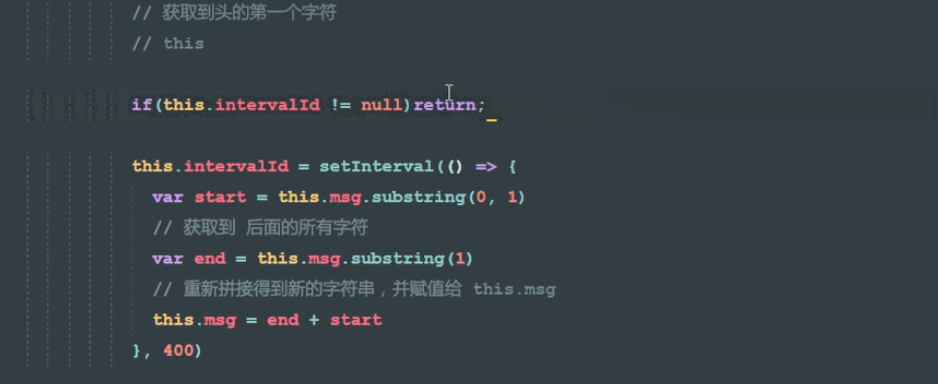 // 获取到头的第一个字符
// this
if(this.intervalId != null)return;
this.intervalId = setInterval(() => {
var start = this.msg.substring(0, 1)
// 获取到 后面的所有字符
var end = this.msg.substring(1)
// 重新拼接得到新的字符串，并赋值给 this.msg
this.msg = end + start
}, 400)